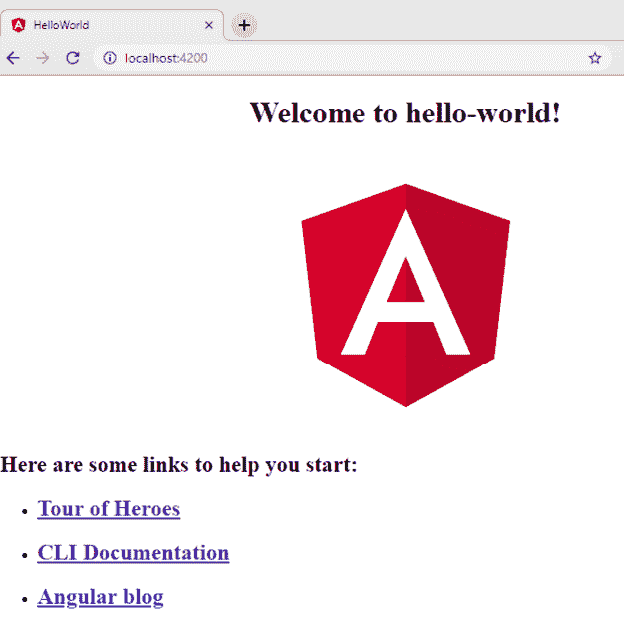 HelloWorld
localhost:4200
Welcome to hello-world!
A
Here are some links to help you start:
Tour of Heroes
CLI Documentation
Angular blog